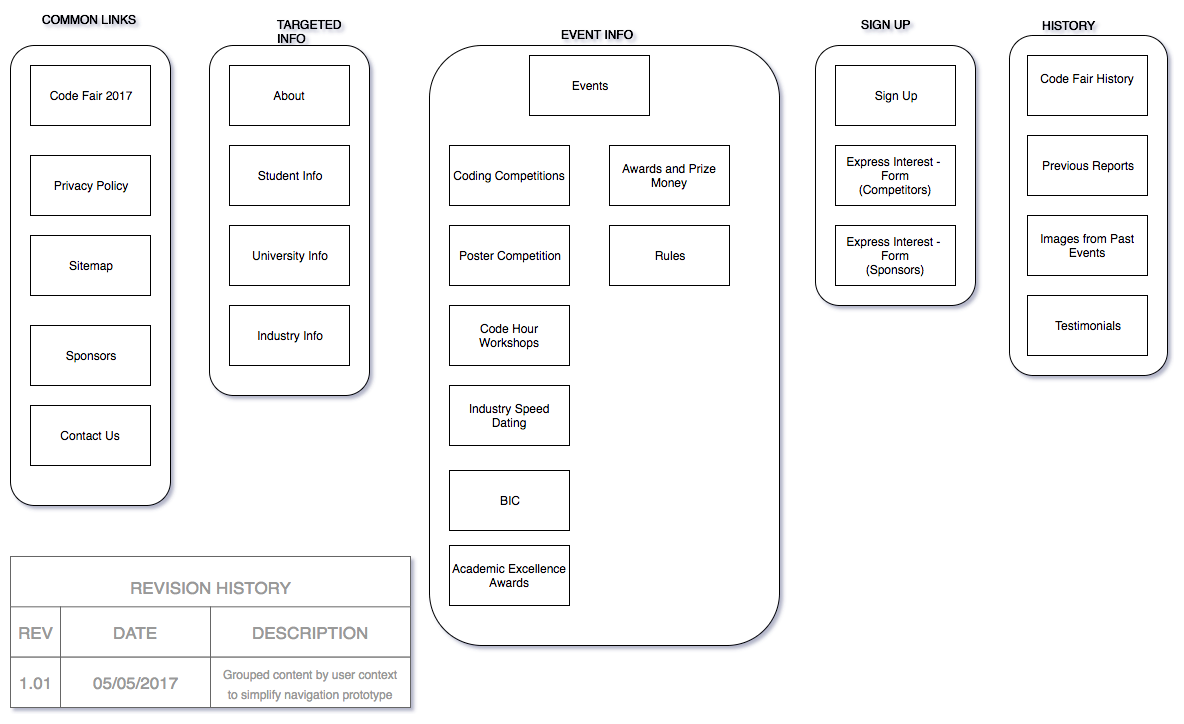 COMMON LINKS
Code Fair 2017
Privacy Policy
Sitemap
Sponsors
Contact Us
TARGETED
INFO
About
Student Info
University Info
Industry Info
EVENT INFO
Events
Coding Competitions
Poster Competition
Code Hour
Workshops
Industry Speed
Dating
BIC
Academic Excellence
Awards
Awards and Prize
Money
Rules
SIGN UP
Sign Up
Express Interest -
Form
(Competitors)
Express Interest -
Form
(Sponsors)
HISTORY
Code Fair History
Previous Reports
Images from Past
Events
Testimonials
REVISION HISTORY
REV DATE DESCRIPTION
1.01 05/05/2017 Grouped content by user context
to simplify navigation prototype